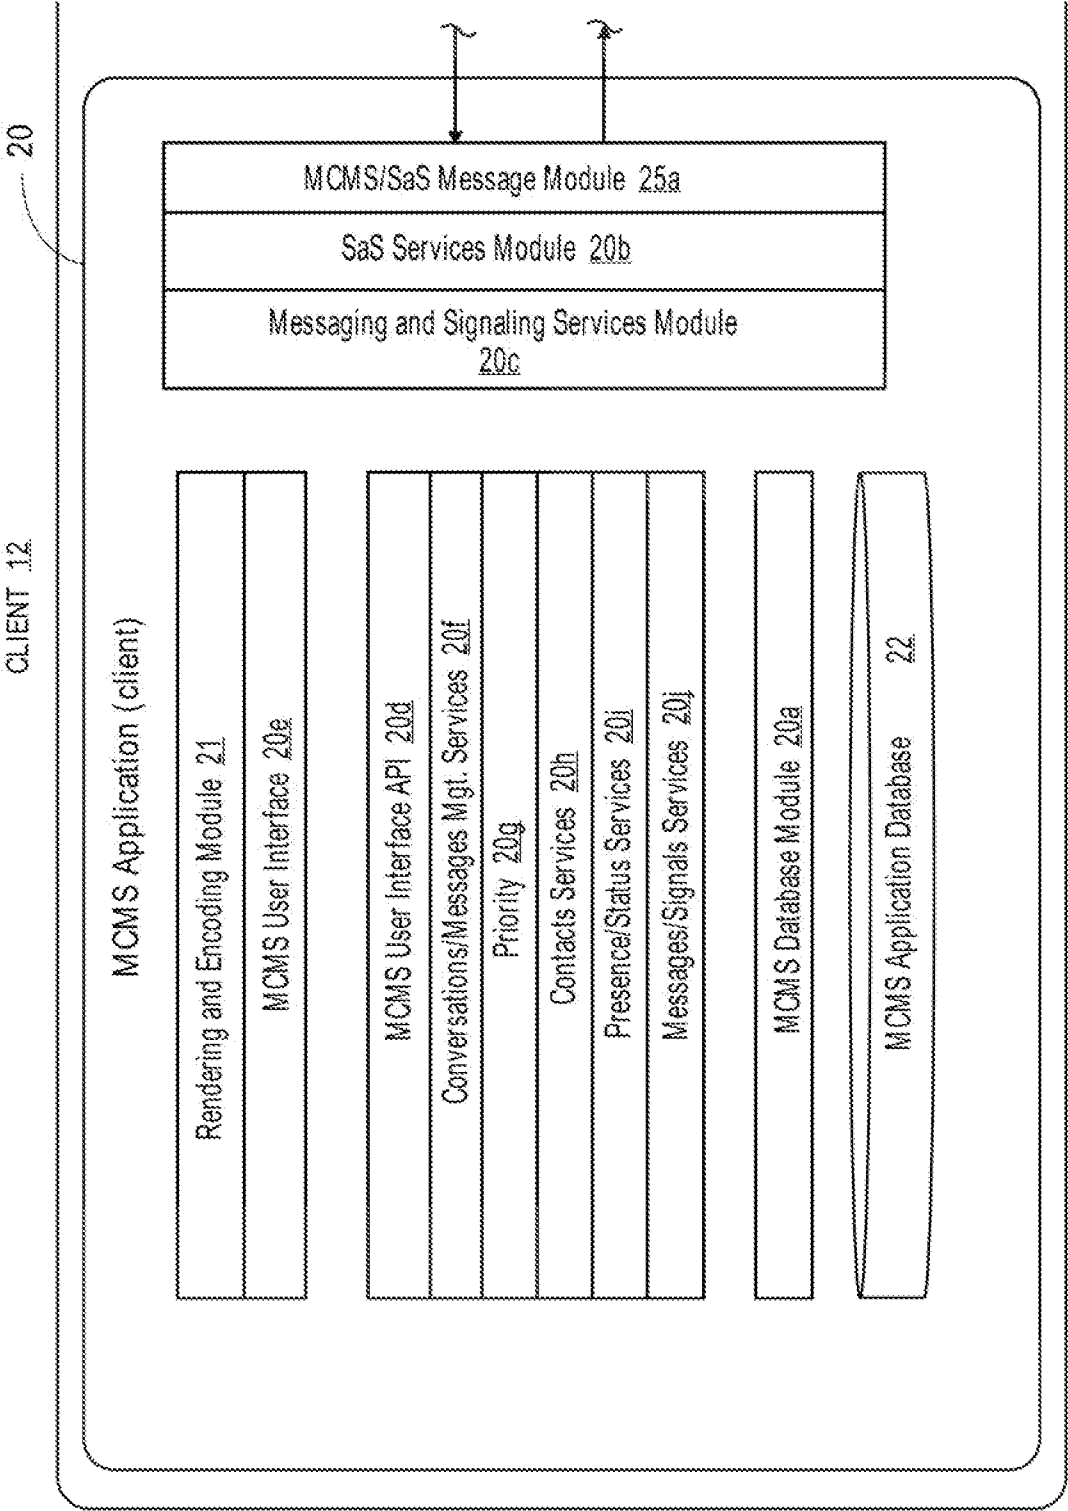 CLIENT 12
20
MCMS Application (client)
Rendering and Encoding Module 21
MCMS User Interface 20e
MCMS User Interface API 20d
Conversations/Messages Mgt. Services 20f
Priority 20g
Contacts Services 20h
Presence/Status Services 20i
Messages/Signals Services 20j
MCMS Database Module 20a
MCMS Application Database 22
MCMS/SaS Message Module 25a
SaS Services Module 20b
Messaging and Signaling Services Module
20c